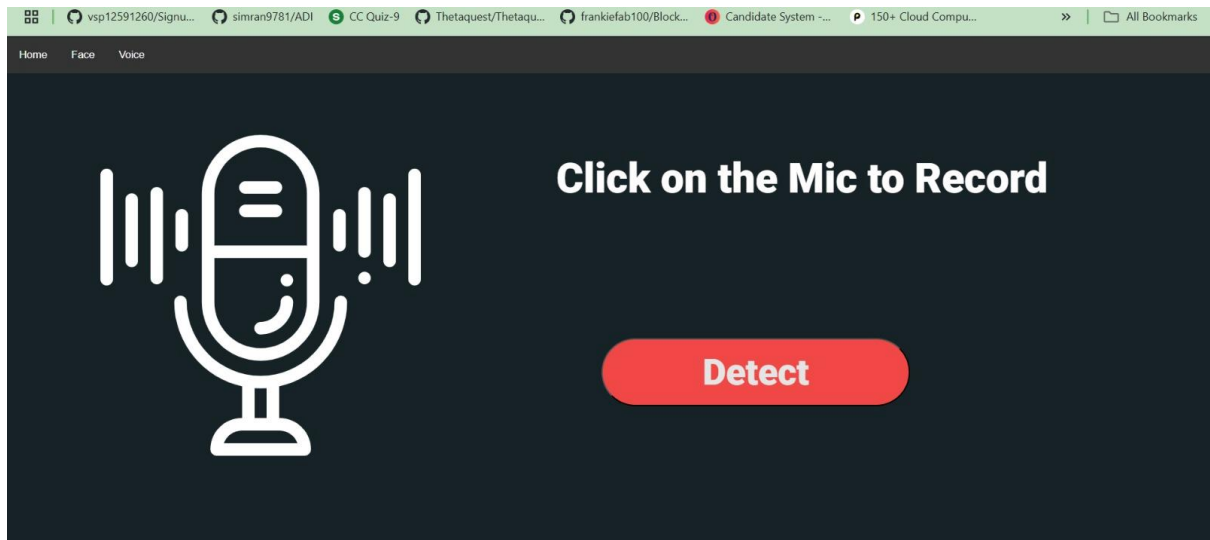 vsp12591260/Signu... simran9781/ADI S CC Quiz-9 Thetaquest/Thetaqu... frankiefab100/Block... Candidate System -... P 150+ Cloud Compu... » All Bookmarks
Home Face Voice
Click on the Mic to Record
Detect